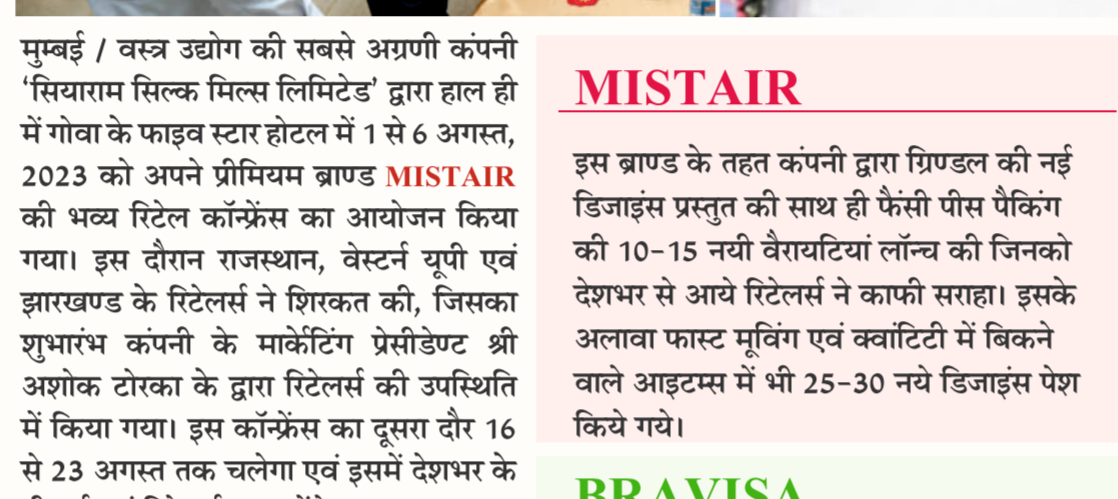 मुम्बई / वस्त्र उद्योग की सबसे अग्रणी कंपनी
‘सियाराम सिल्क मिल्स लिमिटेड’ द्वारा हाल ही
में गोवा के फाइव स्टार होटल में 1 से 6 अगस्त,
2023 को अपने प्रीमियम ब्राण्ड MISTAIR
की भव्य रिटेल कॉन्फ्रेंस का आयोजन किया
गया। इस दौरान राजस्थान, वेस्टर्न यूपी एवं
झारखण्ड के रिटेलर्स ने शिरकत की, जिसका
शुभारंभ कंपनी के मार्केटिंग प्रेसीडेण्ट श्री
अशोक टोरका के द्वारा रिटेलर्स की उपस्थिति
में किया गया। इस कॉन्फ्रेंस का दूसरा दौर 16
से 23 अगस्त तक चलेगा एवं इसमें देशभर के
MISTAIR
इस ब्राण्ड के तहत कंपनी द्वारा ग्रिण्डल की नई
डिजाइंस प्रस्तुत की साथ ही फैंसी पीस पैकिंग
की 10-15 नयी वैरायटियां लॉन्च की जिनको
देशभर से आये रिटेलर्स ने काफी सराहा। इसके
अलावा फास्ट मूविंग एवं क्वांटिटी में बिकने
वाले आइटम्स में भी 25-30 नये डिजाइंस पेश
किये गये।
BRAVISA